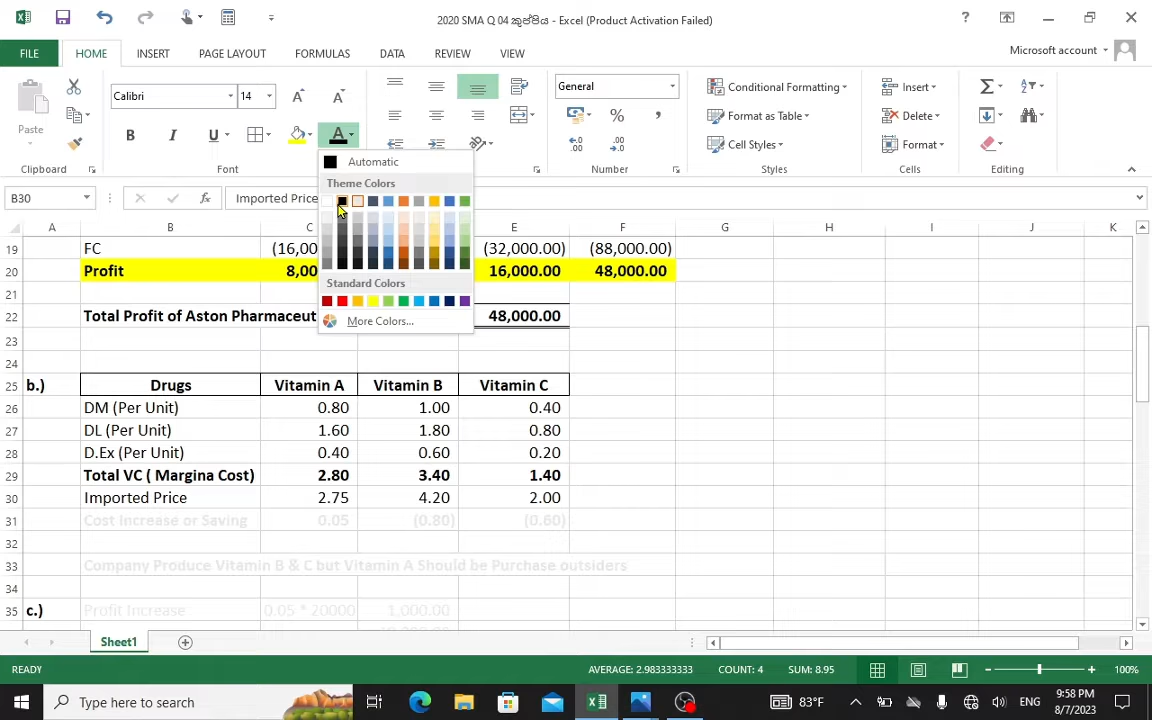 2020 SMA Q 04 කුප්පිය - Excel (Product Activation Failed)
FILE HOME INSERT PAGE LAYOUT FORMULAS DATA REVIEW VIEW Microsoft account
Paste Calibri 14 General Conditional Formatting Insert
B I U A % Format as Table Delete
Cell Styles Format
Clipboard Font Styles Cells Editing
Automatic
Theme Colors
Standard Colors
More Colors...
B30 Imported Price
A B C E F G H I J K
19 FC (16,00 (32,000.00) (88,000.00)
20 Profit 8,00 16,000.00 48,000.00
21
22 Total Profit of Aston Pharmaceut 48,000.00
23
24
25 b.) Drugs Vitamin A Vitamin B Vitamin C
26 DM (Per Unit) 0.80 1.00 0.40
27 DL (Per Unit) 1.60 1.80 0.80
28 D.Ex (Per Unit) 0.40 0.60 0.20
29 Total VC ( Margina Cost) 2.80 3.40 1.40
30 Imported Price 2.75 4.20 2.00
31 Cost Increase or Saving 0.05 (0.80) (0.60)
32
33 Company Produce Vitamin B & C but Vitamin A Should be Purchase outsiders
34
35 c.) Profit Increase 0.05 * 20000 1,000.00
Sheet1
READY AVERAGE: 2.983333333 COUNT: 4 SUM: 8.95 100%
Type here to search 83°F ENG 9:58 PM
8/7/2023